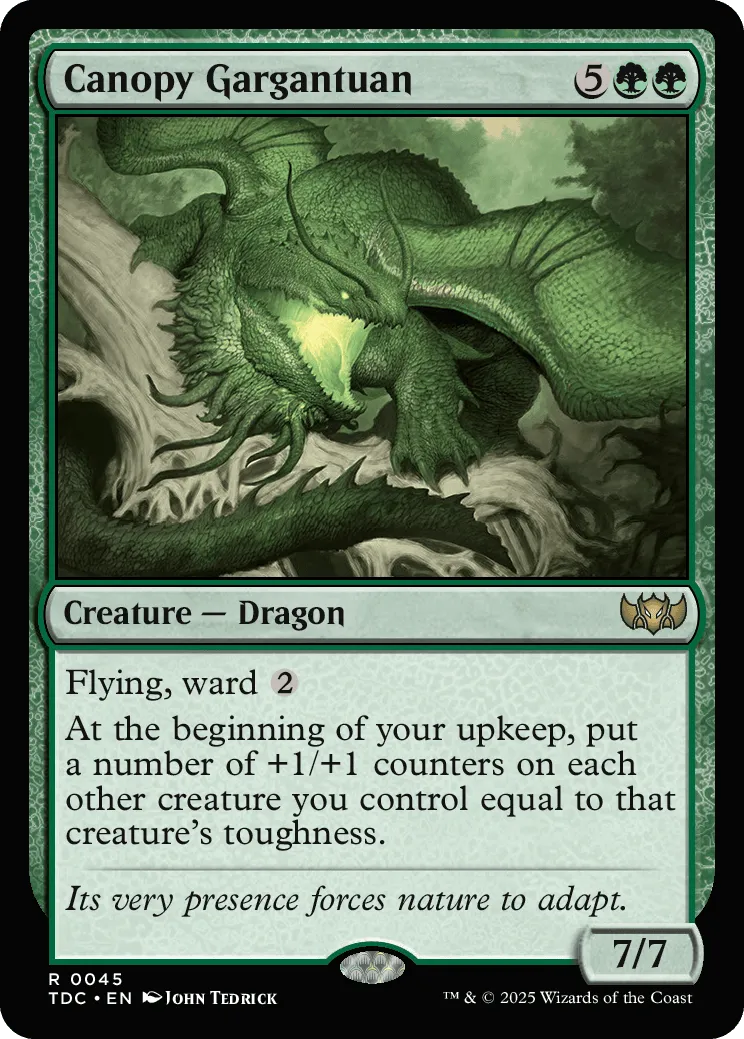 Canopy Gargantuan 5
Creature — Dragon
Flying, ward 2
At the beginning of your upkeep, put
a number of +1/+1 counters on each
other creature you control equal to that
creature's toughness.
Its very presence forces nature to adapt.
7/7
R 0045
TDC • EN John Tedrick
™ & © 2025 Wizards of the Coast